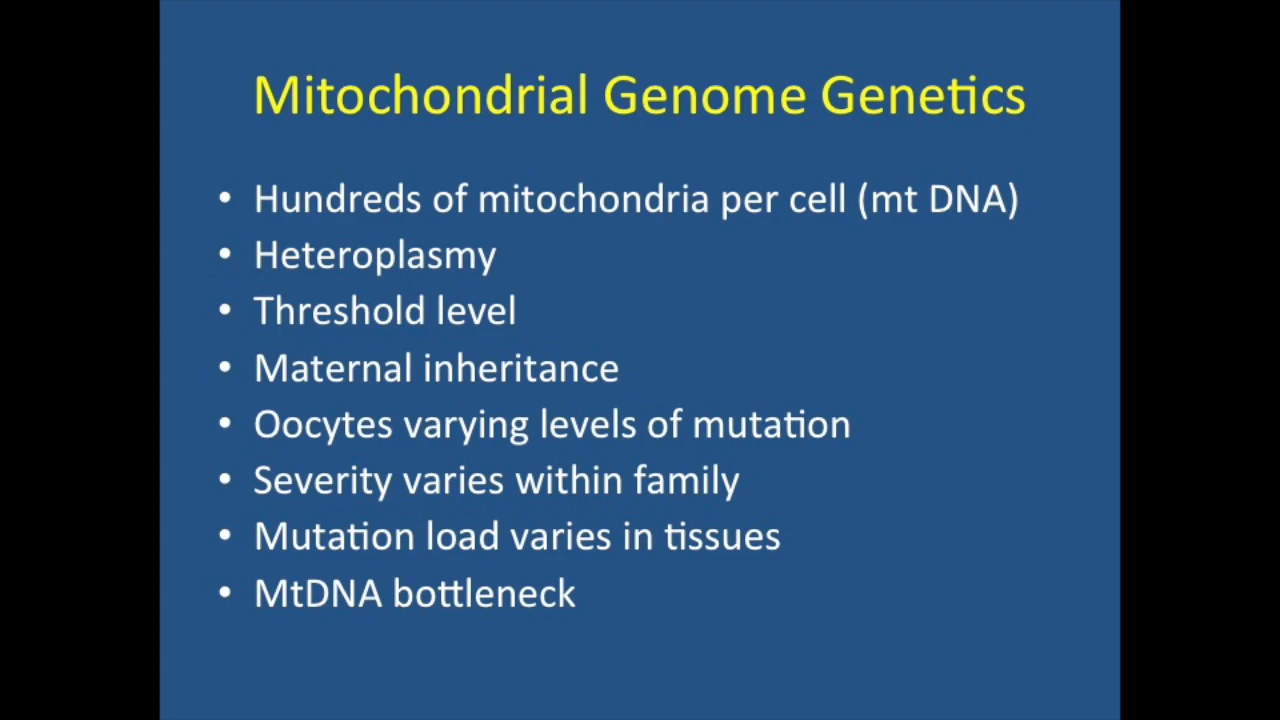 Mitochondrial Genome Genetics
• Hundreds of mitochondria per cell (mt DNA)
• Heteroplasmy
• Threshold level
• Maternal inheritance
• Oocytes varying levels of mutation
• Severity varies within family
• Mutation load varies in tissues
• MtDNA bottleneck